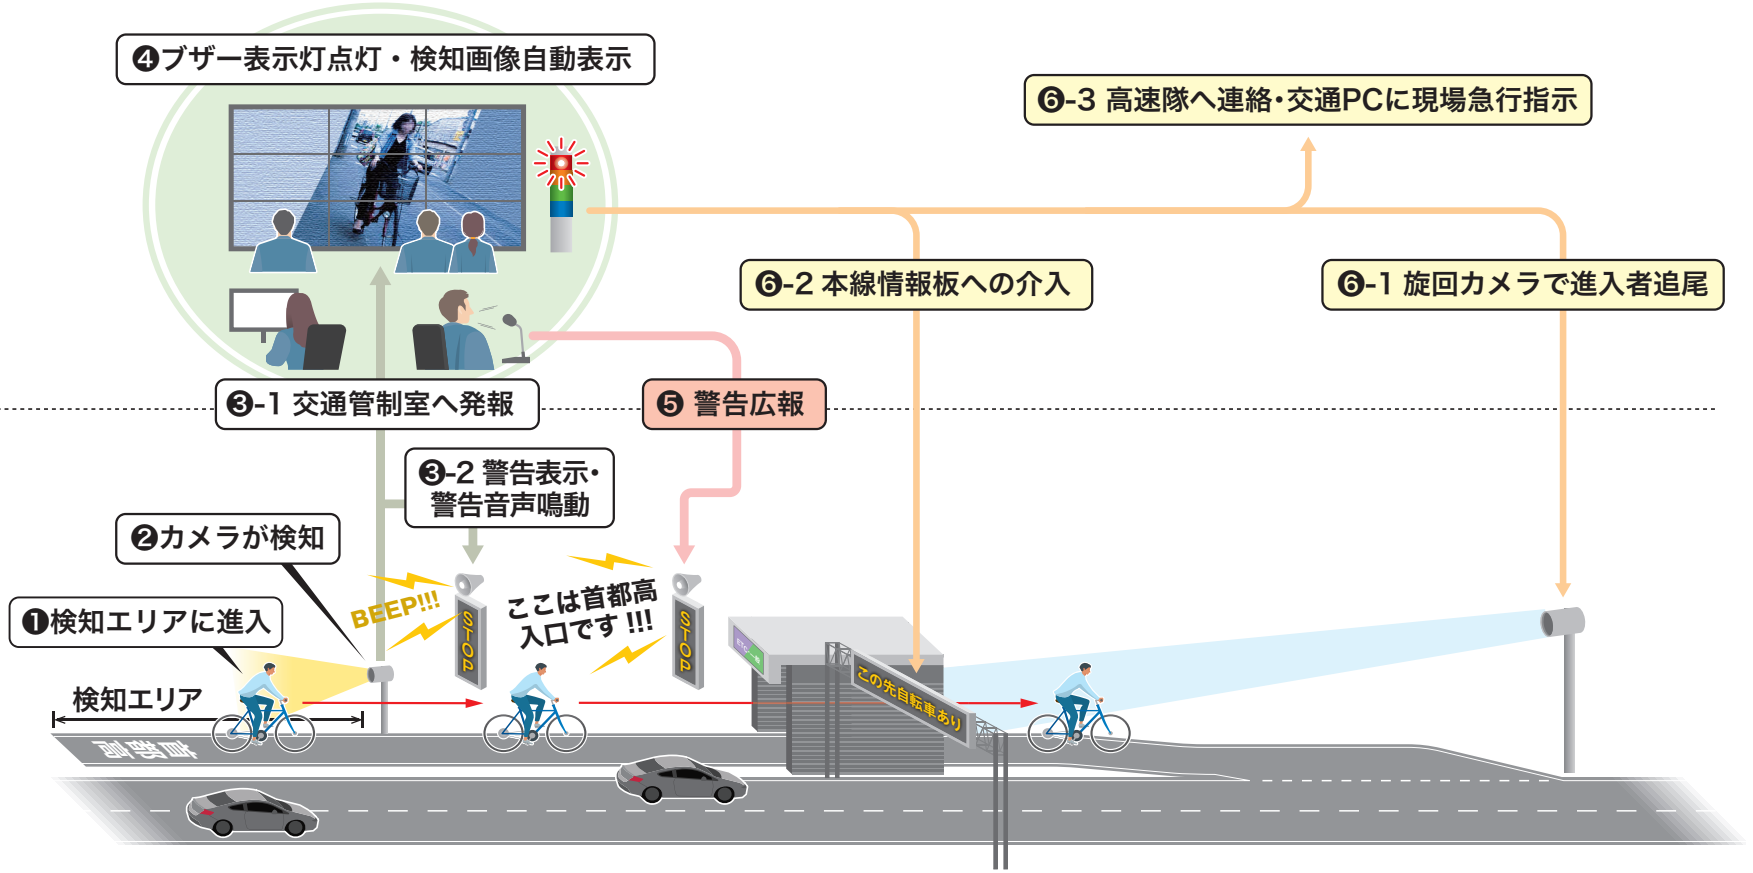 ❹ブザー表示灯点灯・検知画像自動表示
❻-3 高速隊へ連絡・交通PCに現場急行指示
❻-2 本線情報板への介入
❻-1 旋回カメラで進入者追尾
❸-1 交通管制室へ発報
❺ 警告広報
❸-2 警告表示・
警告音声鳴動
❷カメラが検知
❶検知エリアに進入
BEEP!!!
STOP
ここは首都高
入口です !!!
STOP
検知エリア
この先自転車あり
首都高